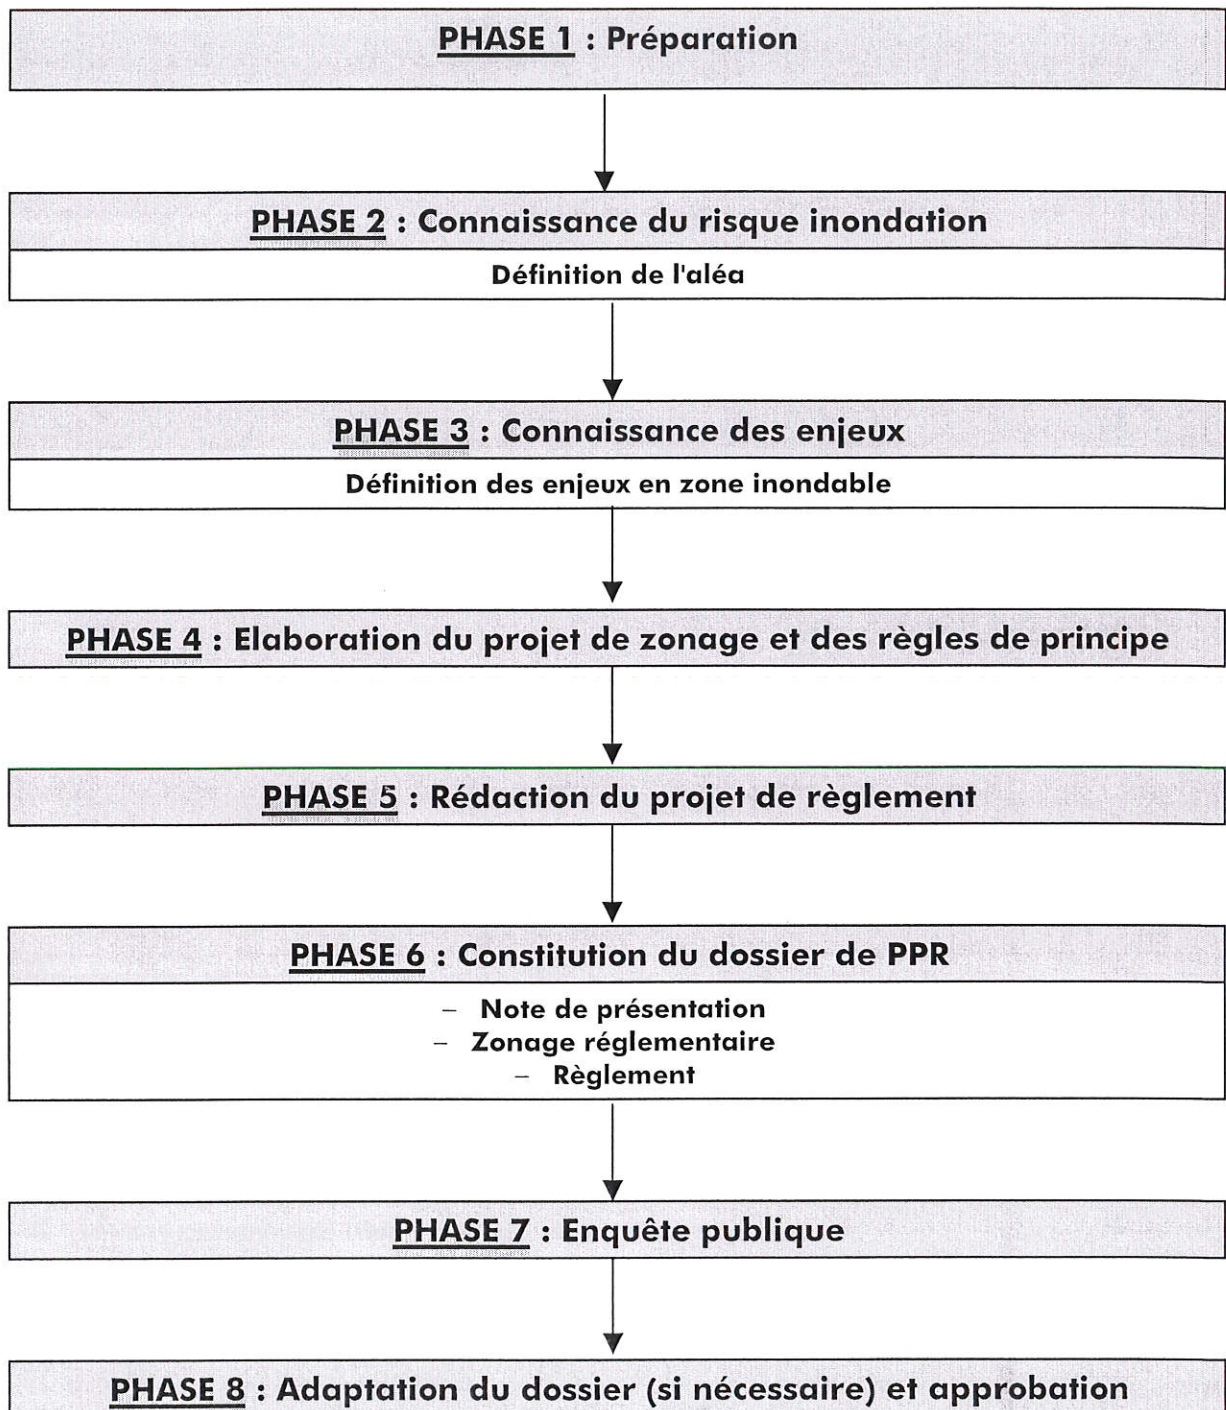 PHASE 1 : Préparation
PHASE 2 : Connaissance du risque inondation
Définition de l'aléa
PHASE 3 : Connaissance des enjeux
Définition des enjeux en zone inondable
PHASE 4 : Elaboration du projet de zonage et des règles de principe
PHASE 5 : Rédaction du projet de règlement
PHASE 6 : Constitution du dossier de PPR
– Note de présentation
– Zonage réglementaire
– Règlement
PHASE 7 : Enquête publique
PHASE 8 : Adaptation du dossier (si nécessaire) et approbation